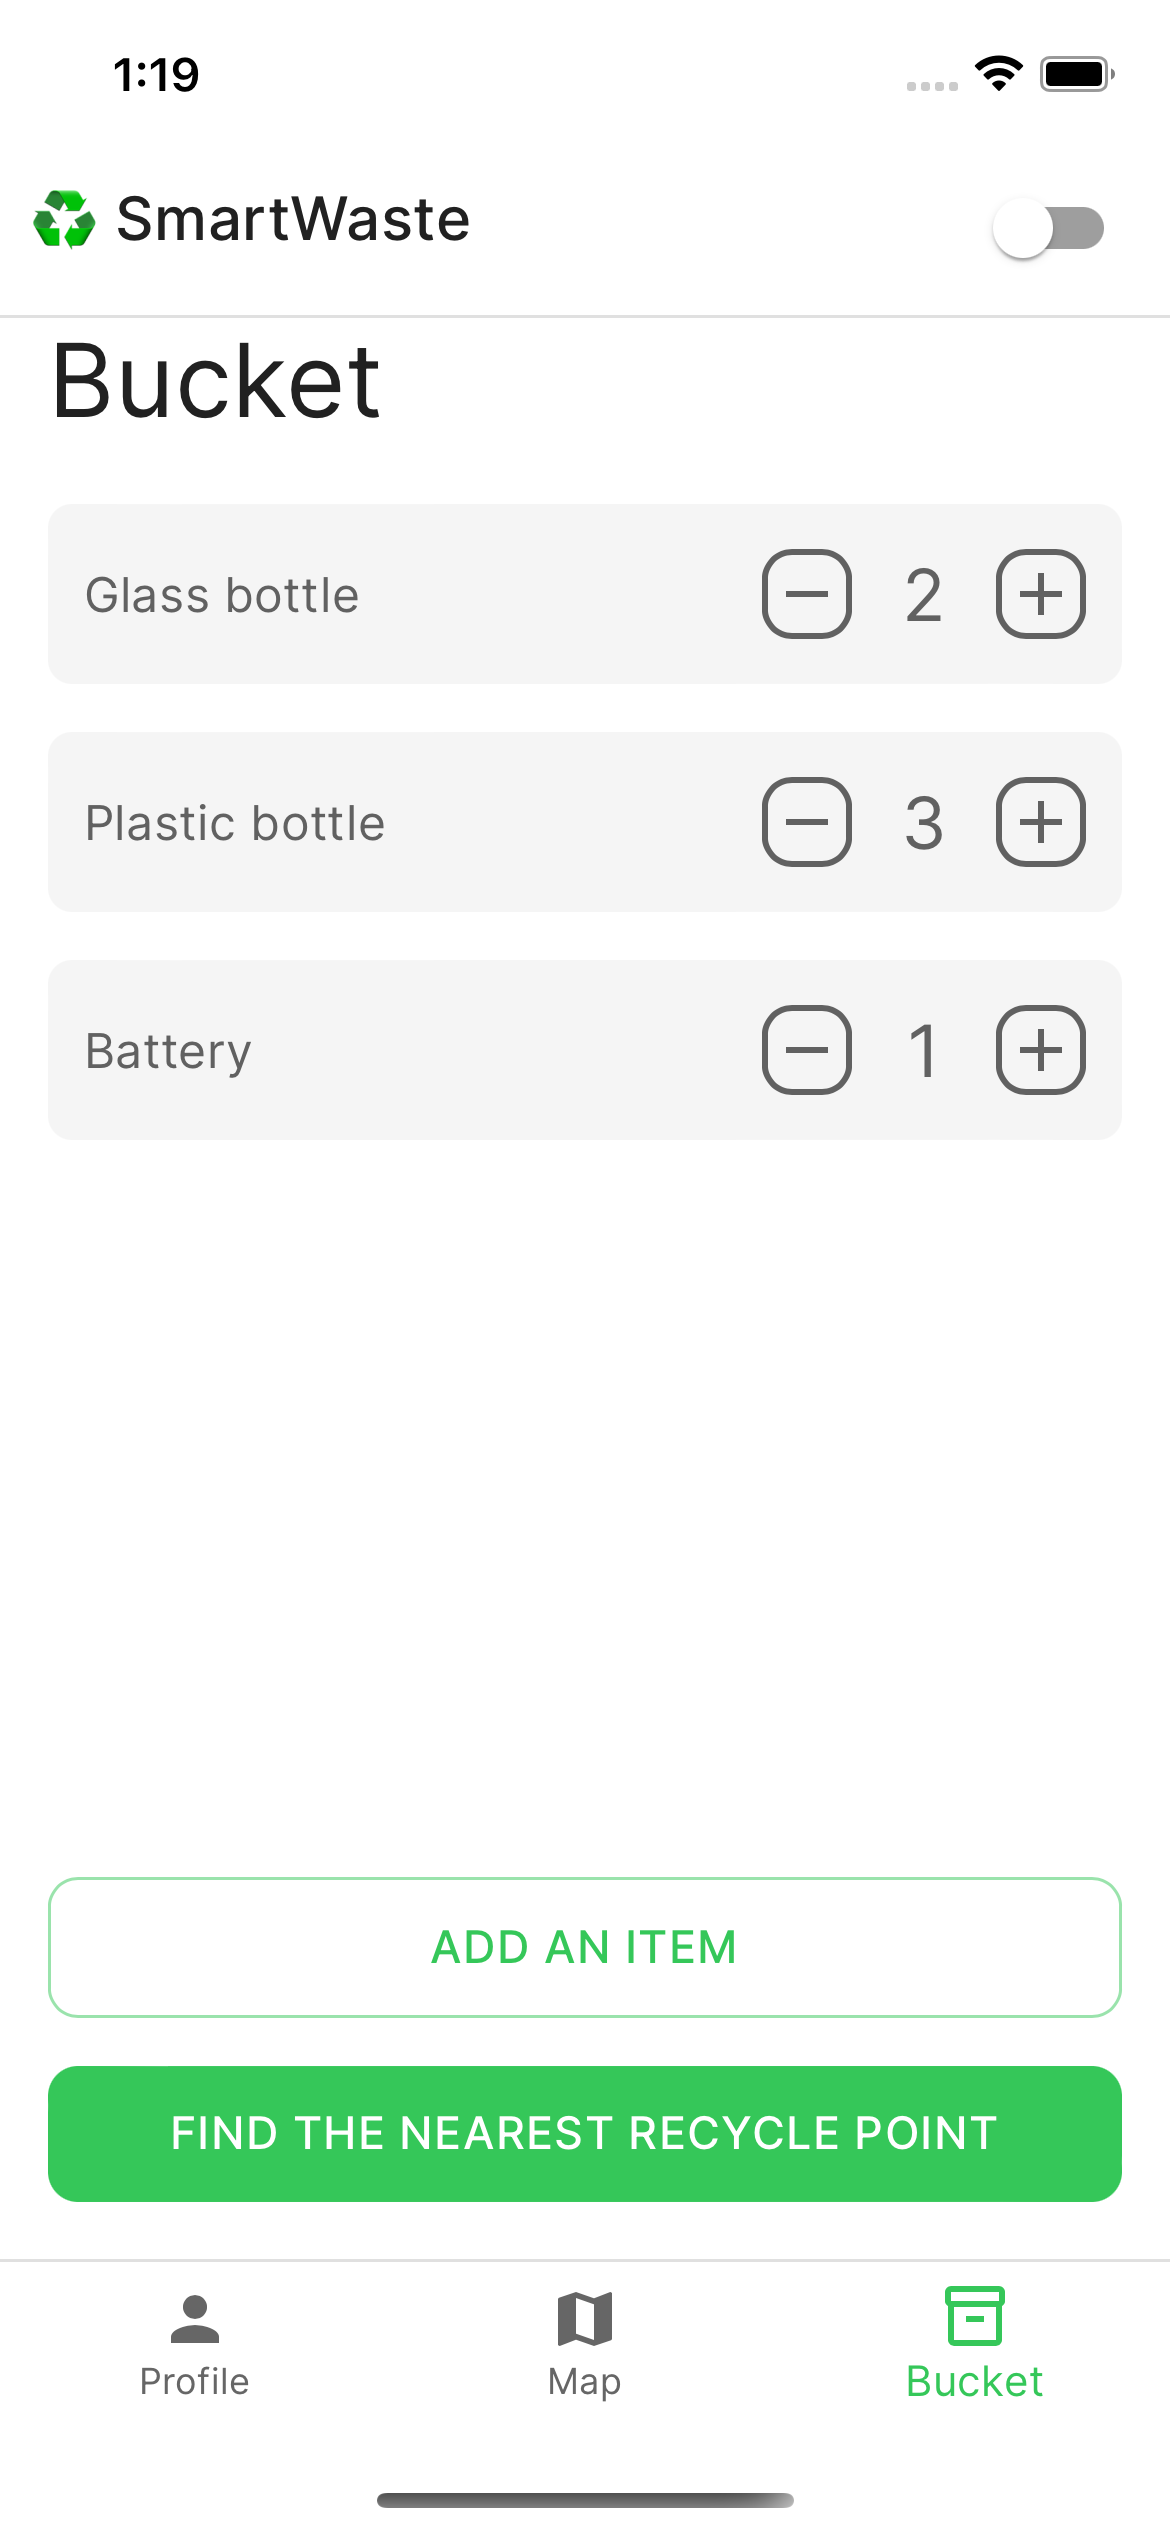 1:19
SmartWaste
Bucket
Glass bottle 2
Plastic bottle 3
Battery 1
ADD AN ITEM
FIND THE NEAREST RECYCLE POINT
Profile Map Bucket